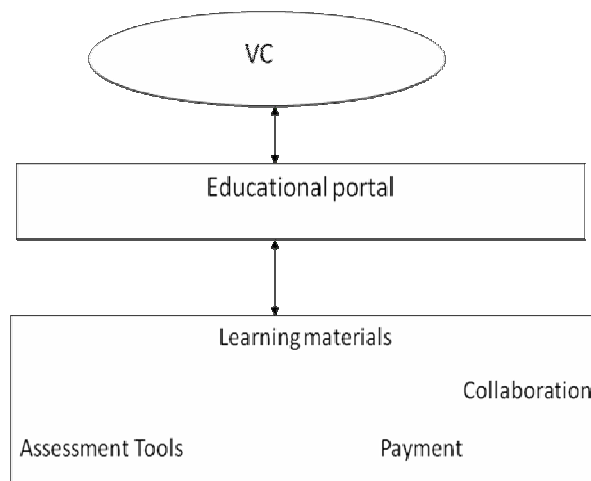 VC
Educational portal
Learning materials
Collaboration
Assessment Tools
Payment